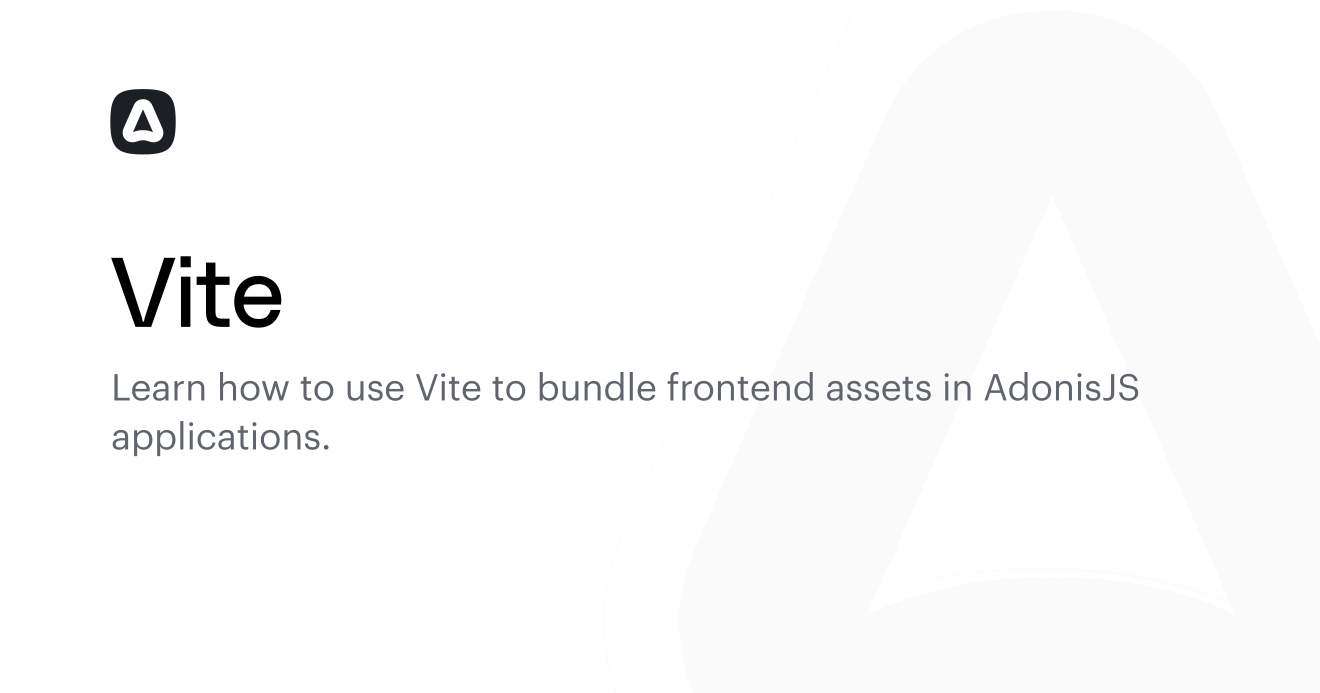 Vite
Learn how to use Vite to bundle frontend assets in AdonisJS
applications.